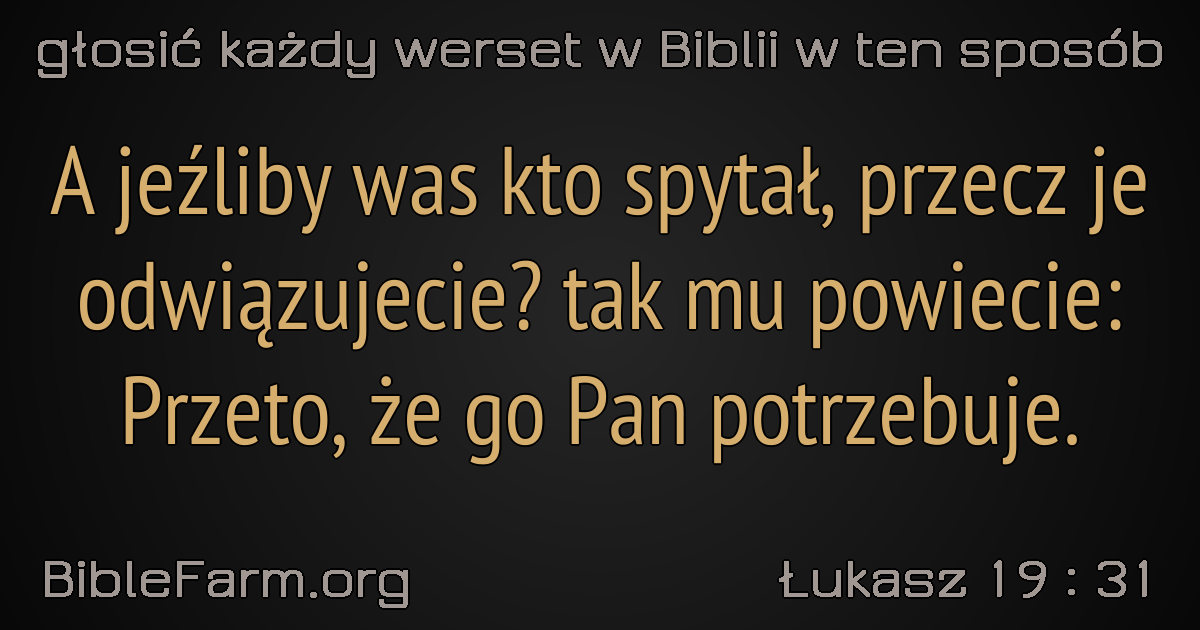 głosić każdy werset w Biblii w ten sposób
A jeźliby was kto spytał, przecz je
odwiązujecie? tak mu powiecie:
Przeto, że go Pan potrzebuje.
BibleFarm.org
Łukasz 19 : 31